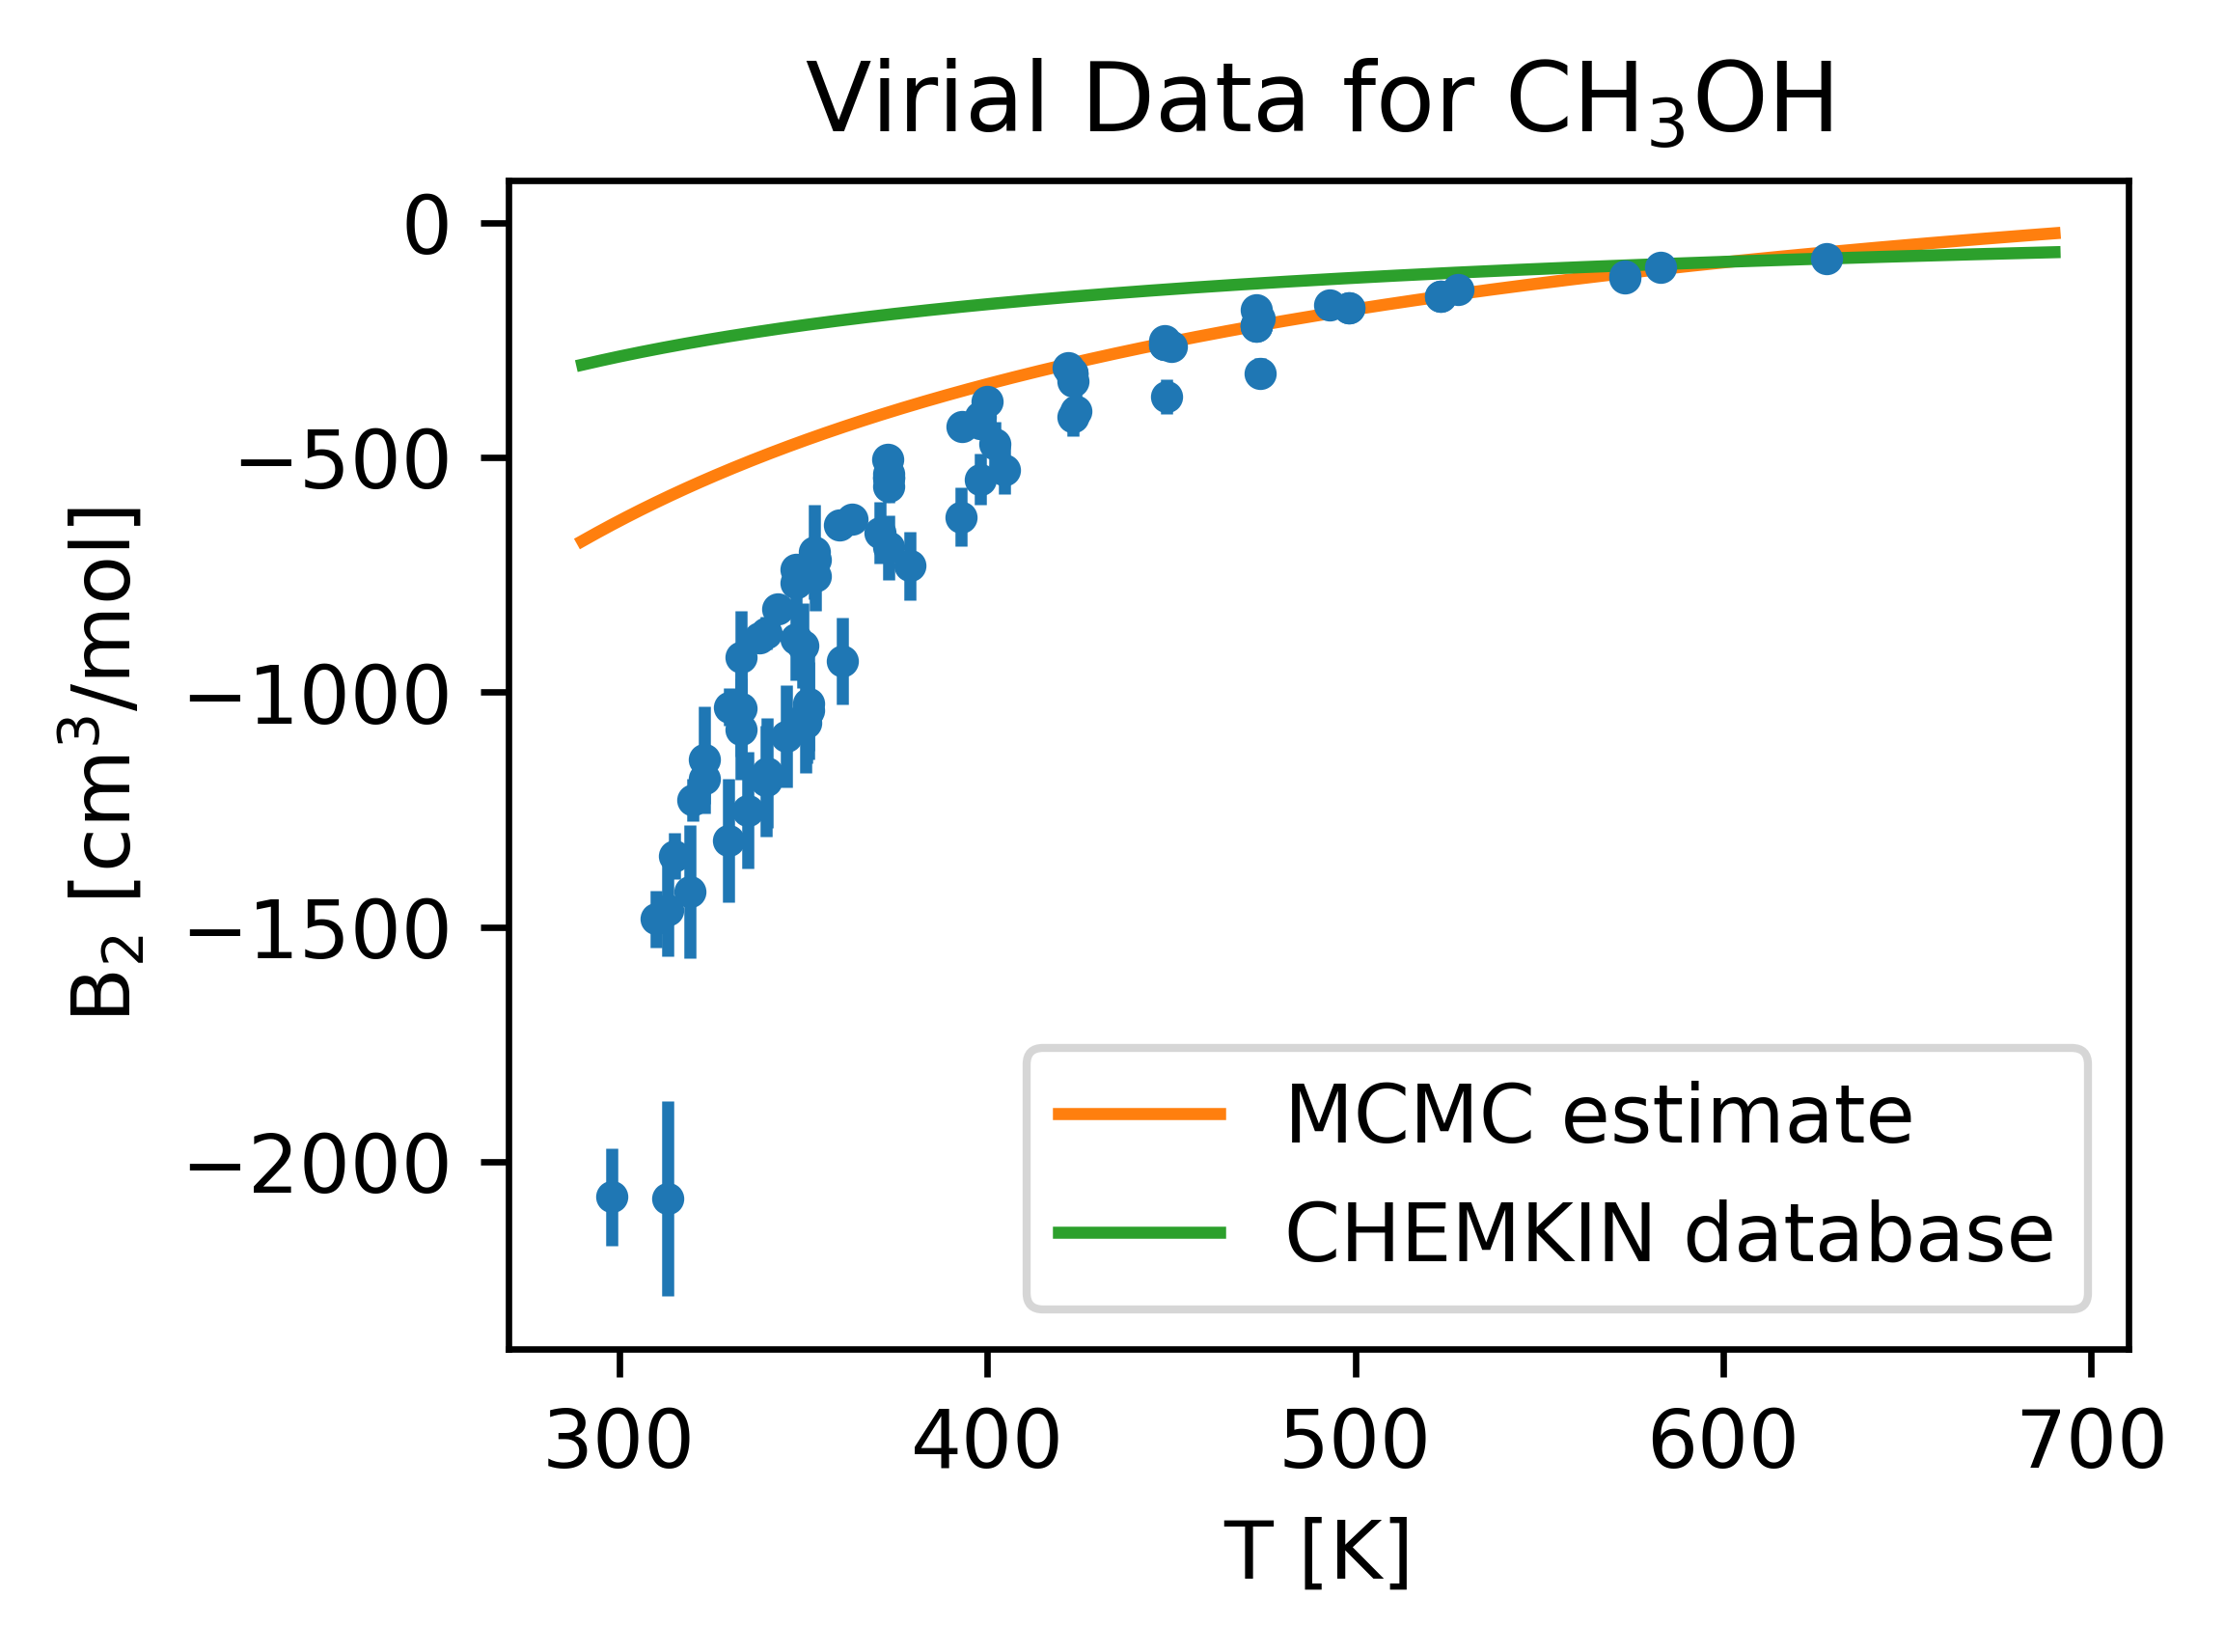 Virial Data for CH₃OH
B₂ [cm³/mol]
0
−500
−1000
−1500
−2000
MCMC estimate
CHEMKIN database
300 400 500 600 700
T [K]